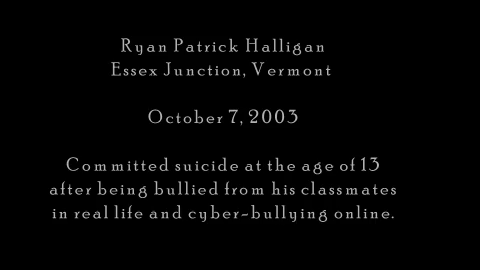 Ryan Patrick Halligan
Essex Junction, Vermont
October 7, 2003
Committed suicide at the age of 13
after being bullied from his classmates
in real life and cyber-bullying online.